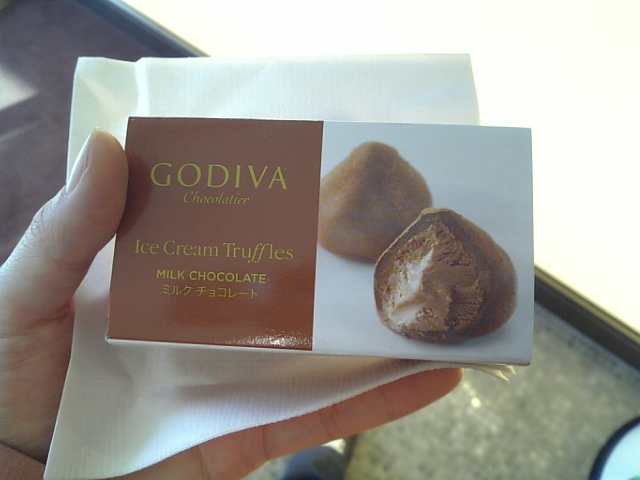 GODIVA
Chocolatier
Ice Cream Truffles
MILK CHOCOLATE
ミルク チョコレート